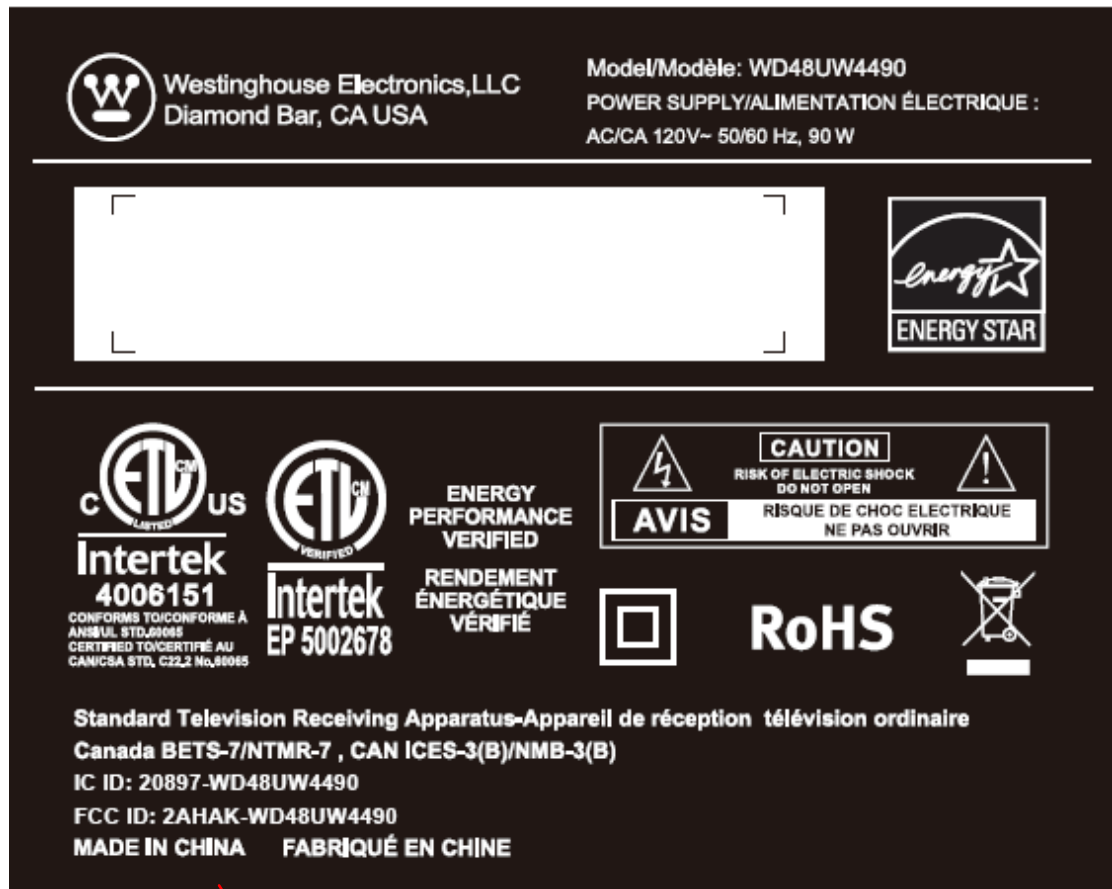 Westinghouse Electronics,LLC
Diamond Bar, CA USA
Model/Modèle: WD48UW4490
POWER SUPPLY/ALIMENTATION ÉLECTRIQUE :
AC/CA 120V~ 50/60 Hz, 90 W
energy
ENERGY STAR
ETL CM
C US
LISTED
Intertek
4006151
CONFORMS TO/CONFORME À
ANSI/UL STD.60065
CERTIFIED TO/CERTIFIÉ AU
CAN/CSA STD. C22.2 No.60065
ETL CM
VERIFIED
Intertek
EP 5002678
ENERGY
PERFORMANCE
VERIFIED
RENDEMENT
ÉNERGÉTIQUE
VÉRIFIÉ
CAUTION
RISK OF ELECTRIC SHOCK
DO NOT OPEN
AVIS
RISQUE DE CHOC ELECTRIQUE
NE PAS OUVRIR
RoHS
Standard Television Receiving Apparatus-Appareil de réception télévision ordinaire
Canada BETS-7/NTMR-7 , CAN ICES-3(B)/NMB-3(B)
IC ID: 20897-WD48UW4490
FCC ID: 2AHAK-WD48UW4490
MADE IN CHINA FABRIQUÉ EN CHINE